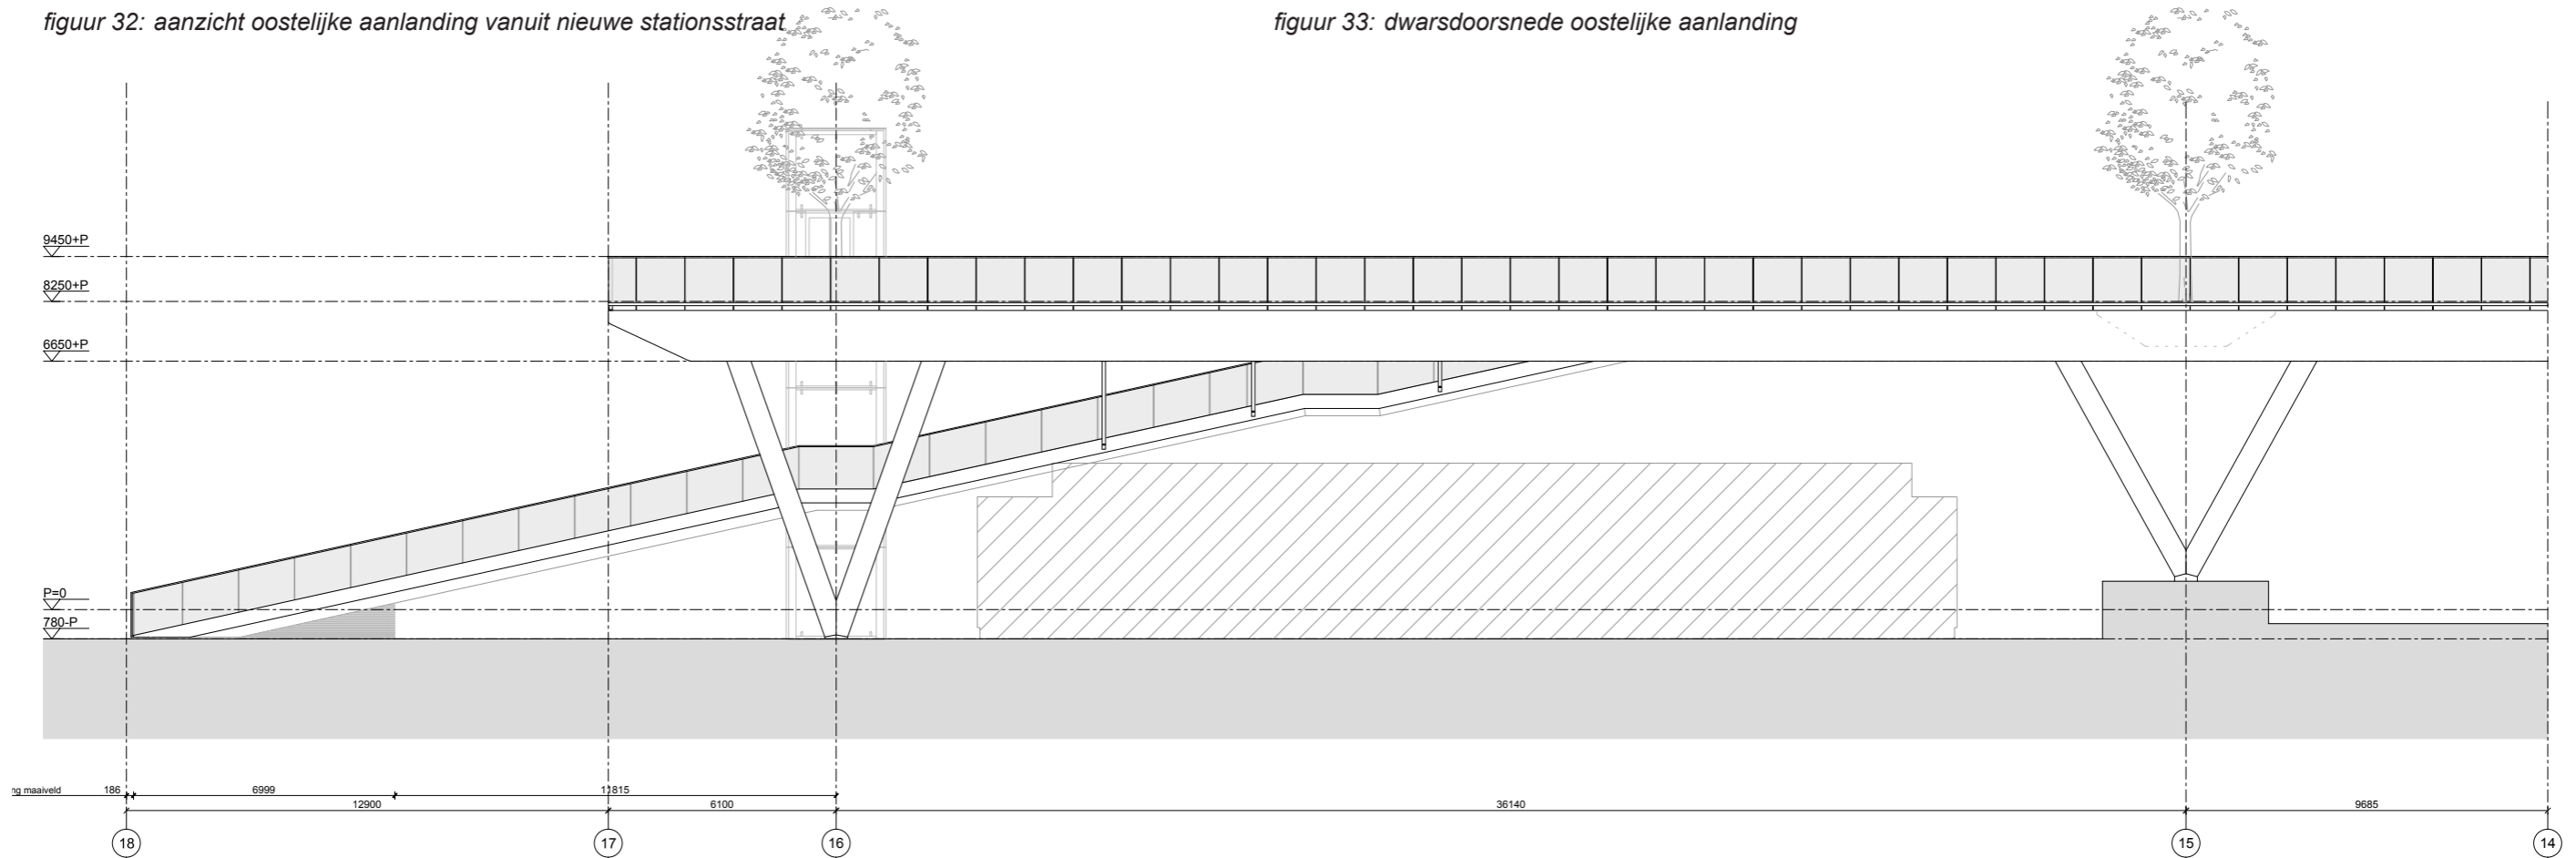 figuur 32: aanzicht oostelijke aanlanding vanuit nieuwe stationsstraat
figuur 33: dwarsdoorsnede oostelijke aanlanding
9450+P
8250+P
6650+P
P=0
780-P
ng maaiveld 186 6999 11815
12900 6100 36140 9685
18 17 16 15 14